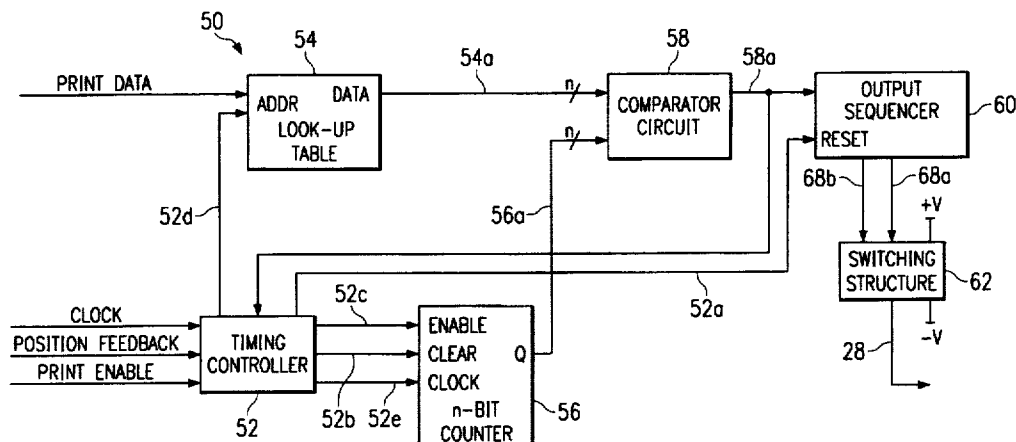 50
54
54a
58
58a
PRINT DATA
ADDR DATA
LOOK-UP
TABLE
n
n
COMPARATOR
CIRCUIT
OUTPUT
SEQUENCER
RESET
60
68b
68a
+V
52d
56a
SWITCHING
STRUCTURE
62
52a
-V
28
CLOCK
POSITION FEEDBACK
PRINT ENABLE
TIMING
CONTROLLER
52
52c
52b
52e
ENABLE
CLEAR Q
CLOCK
n-BIT
COUNTER
56